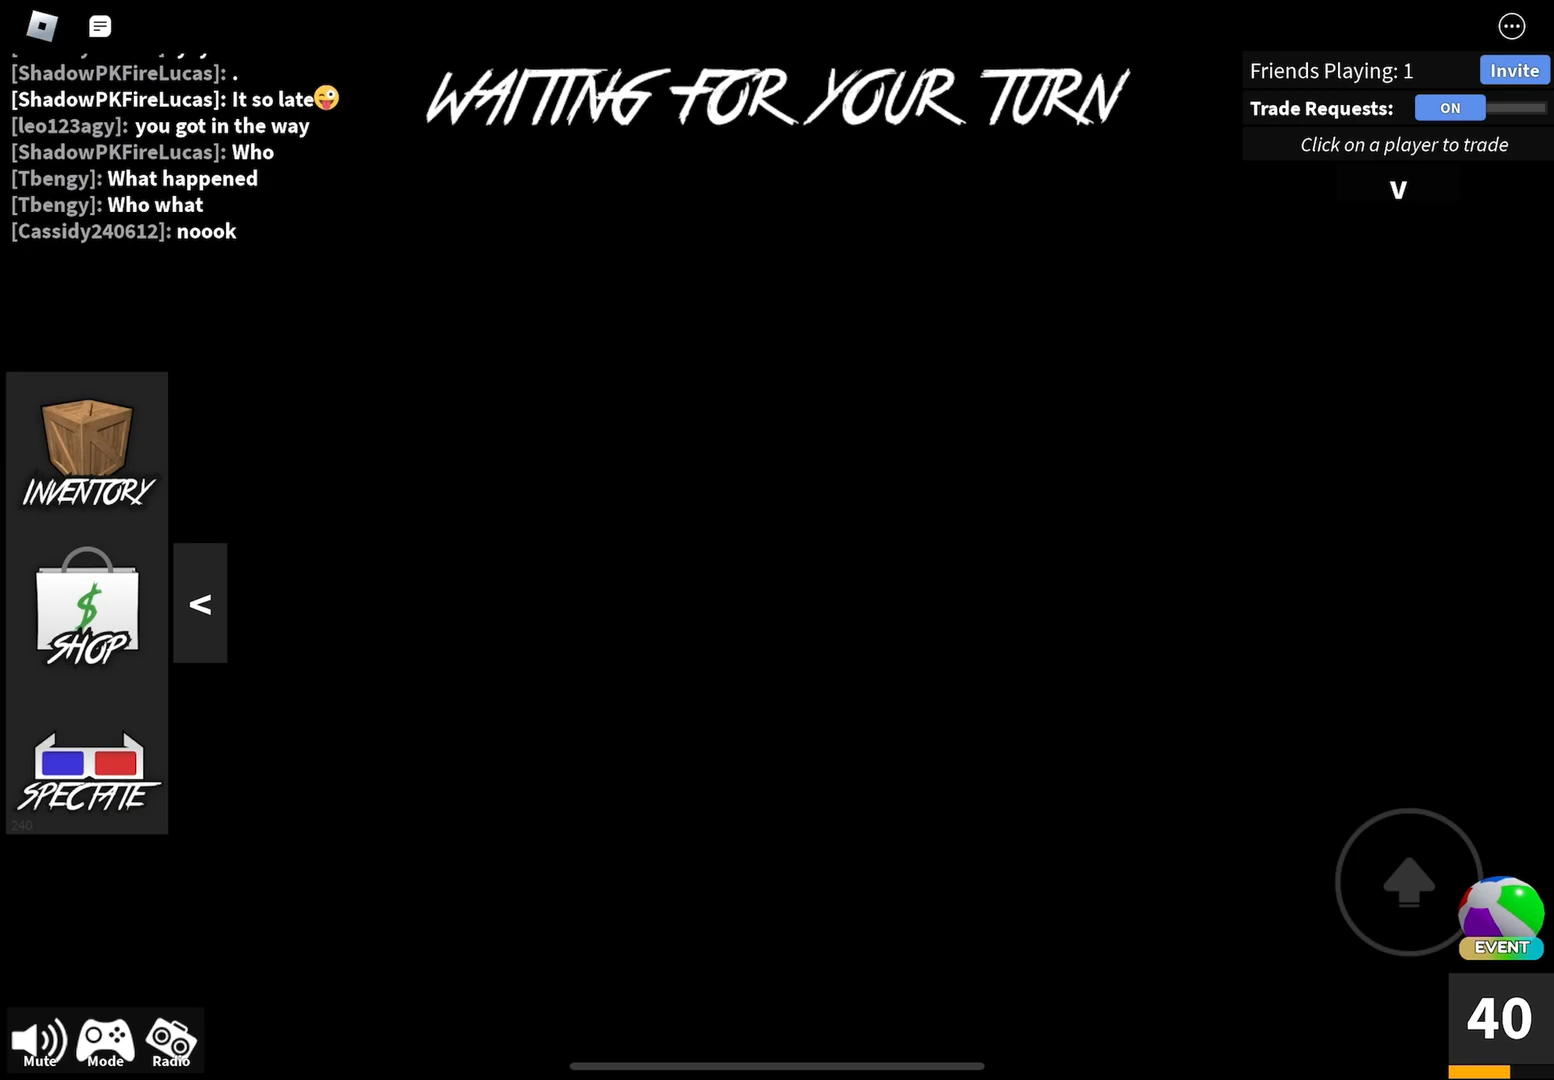 [ShadowPKFireLucas]: .
[ShadowPKFireLucas]: It so late😜
[leo123agy]: you got in the way
[ShadowPKFireLucas]: Who
[Tbengy]: What happened
[Tbengy]: Who what
[Cassidy240612]: noook
WAITING FOR YOUR TURN
Friends Playing: 1
Invite
Trade Requests:
ON
Click on a player to trade
V
INVENTORY
SHOP
<
SPECTATE
240
EVENT
40
Mute
Mode
Radio